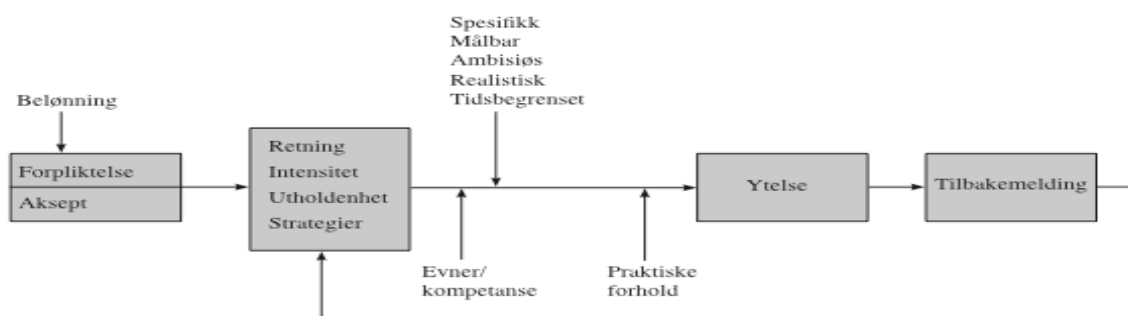 Spesifikk
Målbar
Ambisiøs
Realistisk
Tidsbegrenset
Belønning
Forpliktelse
Aksept
Retning
Intensitet
Utholdenhet
Strategier
Ytelse
Tilbakemelding
Evner/
kompetanse
Praktiske
forhold